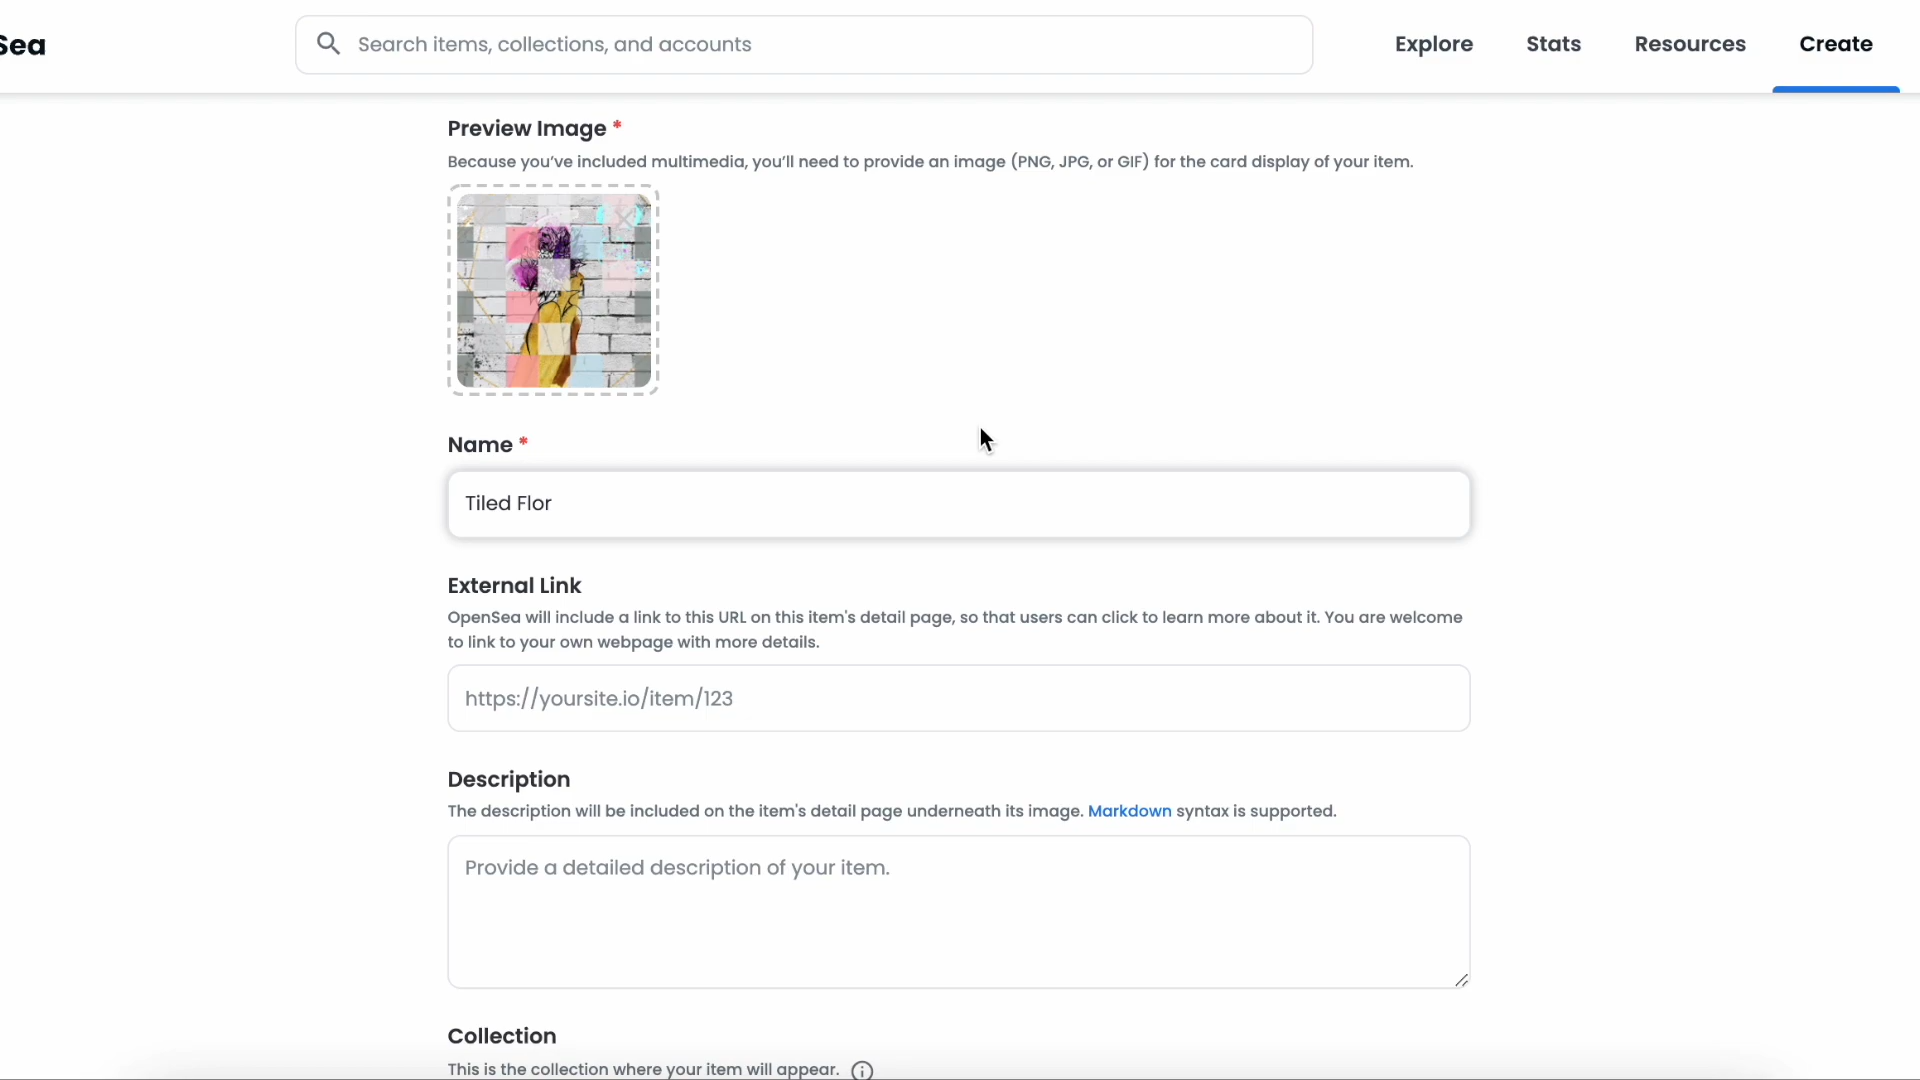 Sea
Search items, collections, and accounts
Explore
Stats
Resources
Create
Preview Image *
Because you’ve included multimedia, you’ll need to provide an image (PNG, JPG, or GIF) for the card display of your item.
Name *
Tiled Flor
External Link
OpenSea will include a link to this URL on this item's detail page, so that users can click to learn more about it. You are welcome
to link to your own webpage with more details.
https://yoursite.io/item/123
Description
The description will be included on the item's detail page underneath its image. Markdown syntax is supported.
Provide a detailed description of your item.
Collection
This is the collection where your item will appear.